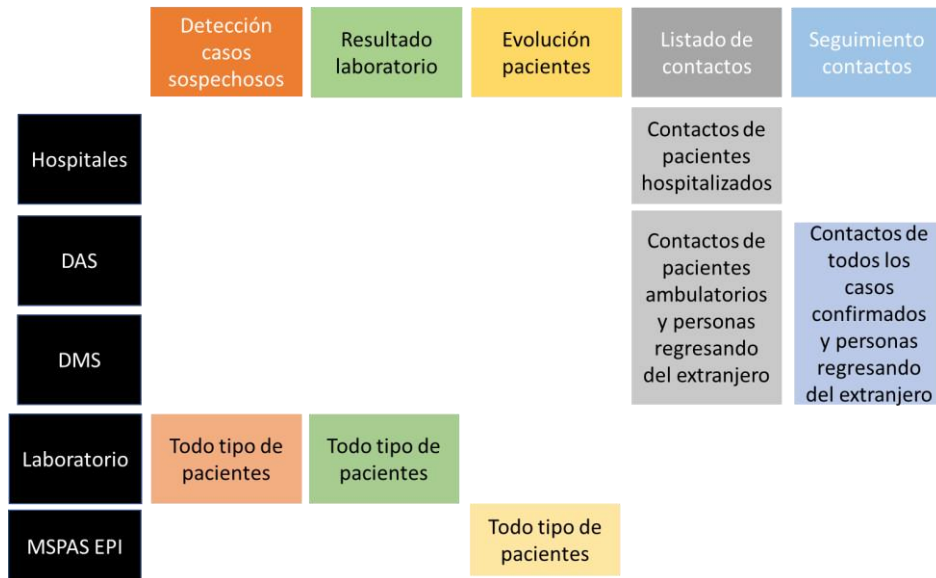 Detección
casos
sospechosos
Resultado
laboratorio
Evolución
pacientes
Listado de
contactos
Seguimiento
contactos
Hospitales
Contactos de
pacientes
hospitalizados
DAS
DMS
Contactos de
pacientes
ambulatorios
y personas
regresando
del extranjero
Contactos de
todos los
casos
confirmados
y personas
regresando
del extranjero
Laboratorio
Todo tipo de
pacientes
Todo tipo de
pacientes
MSPAS EPI
Todo tipo de
pacientes